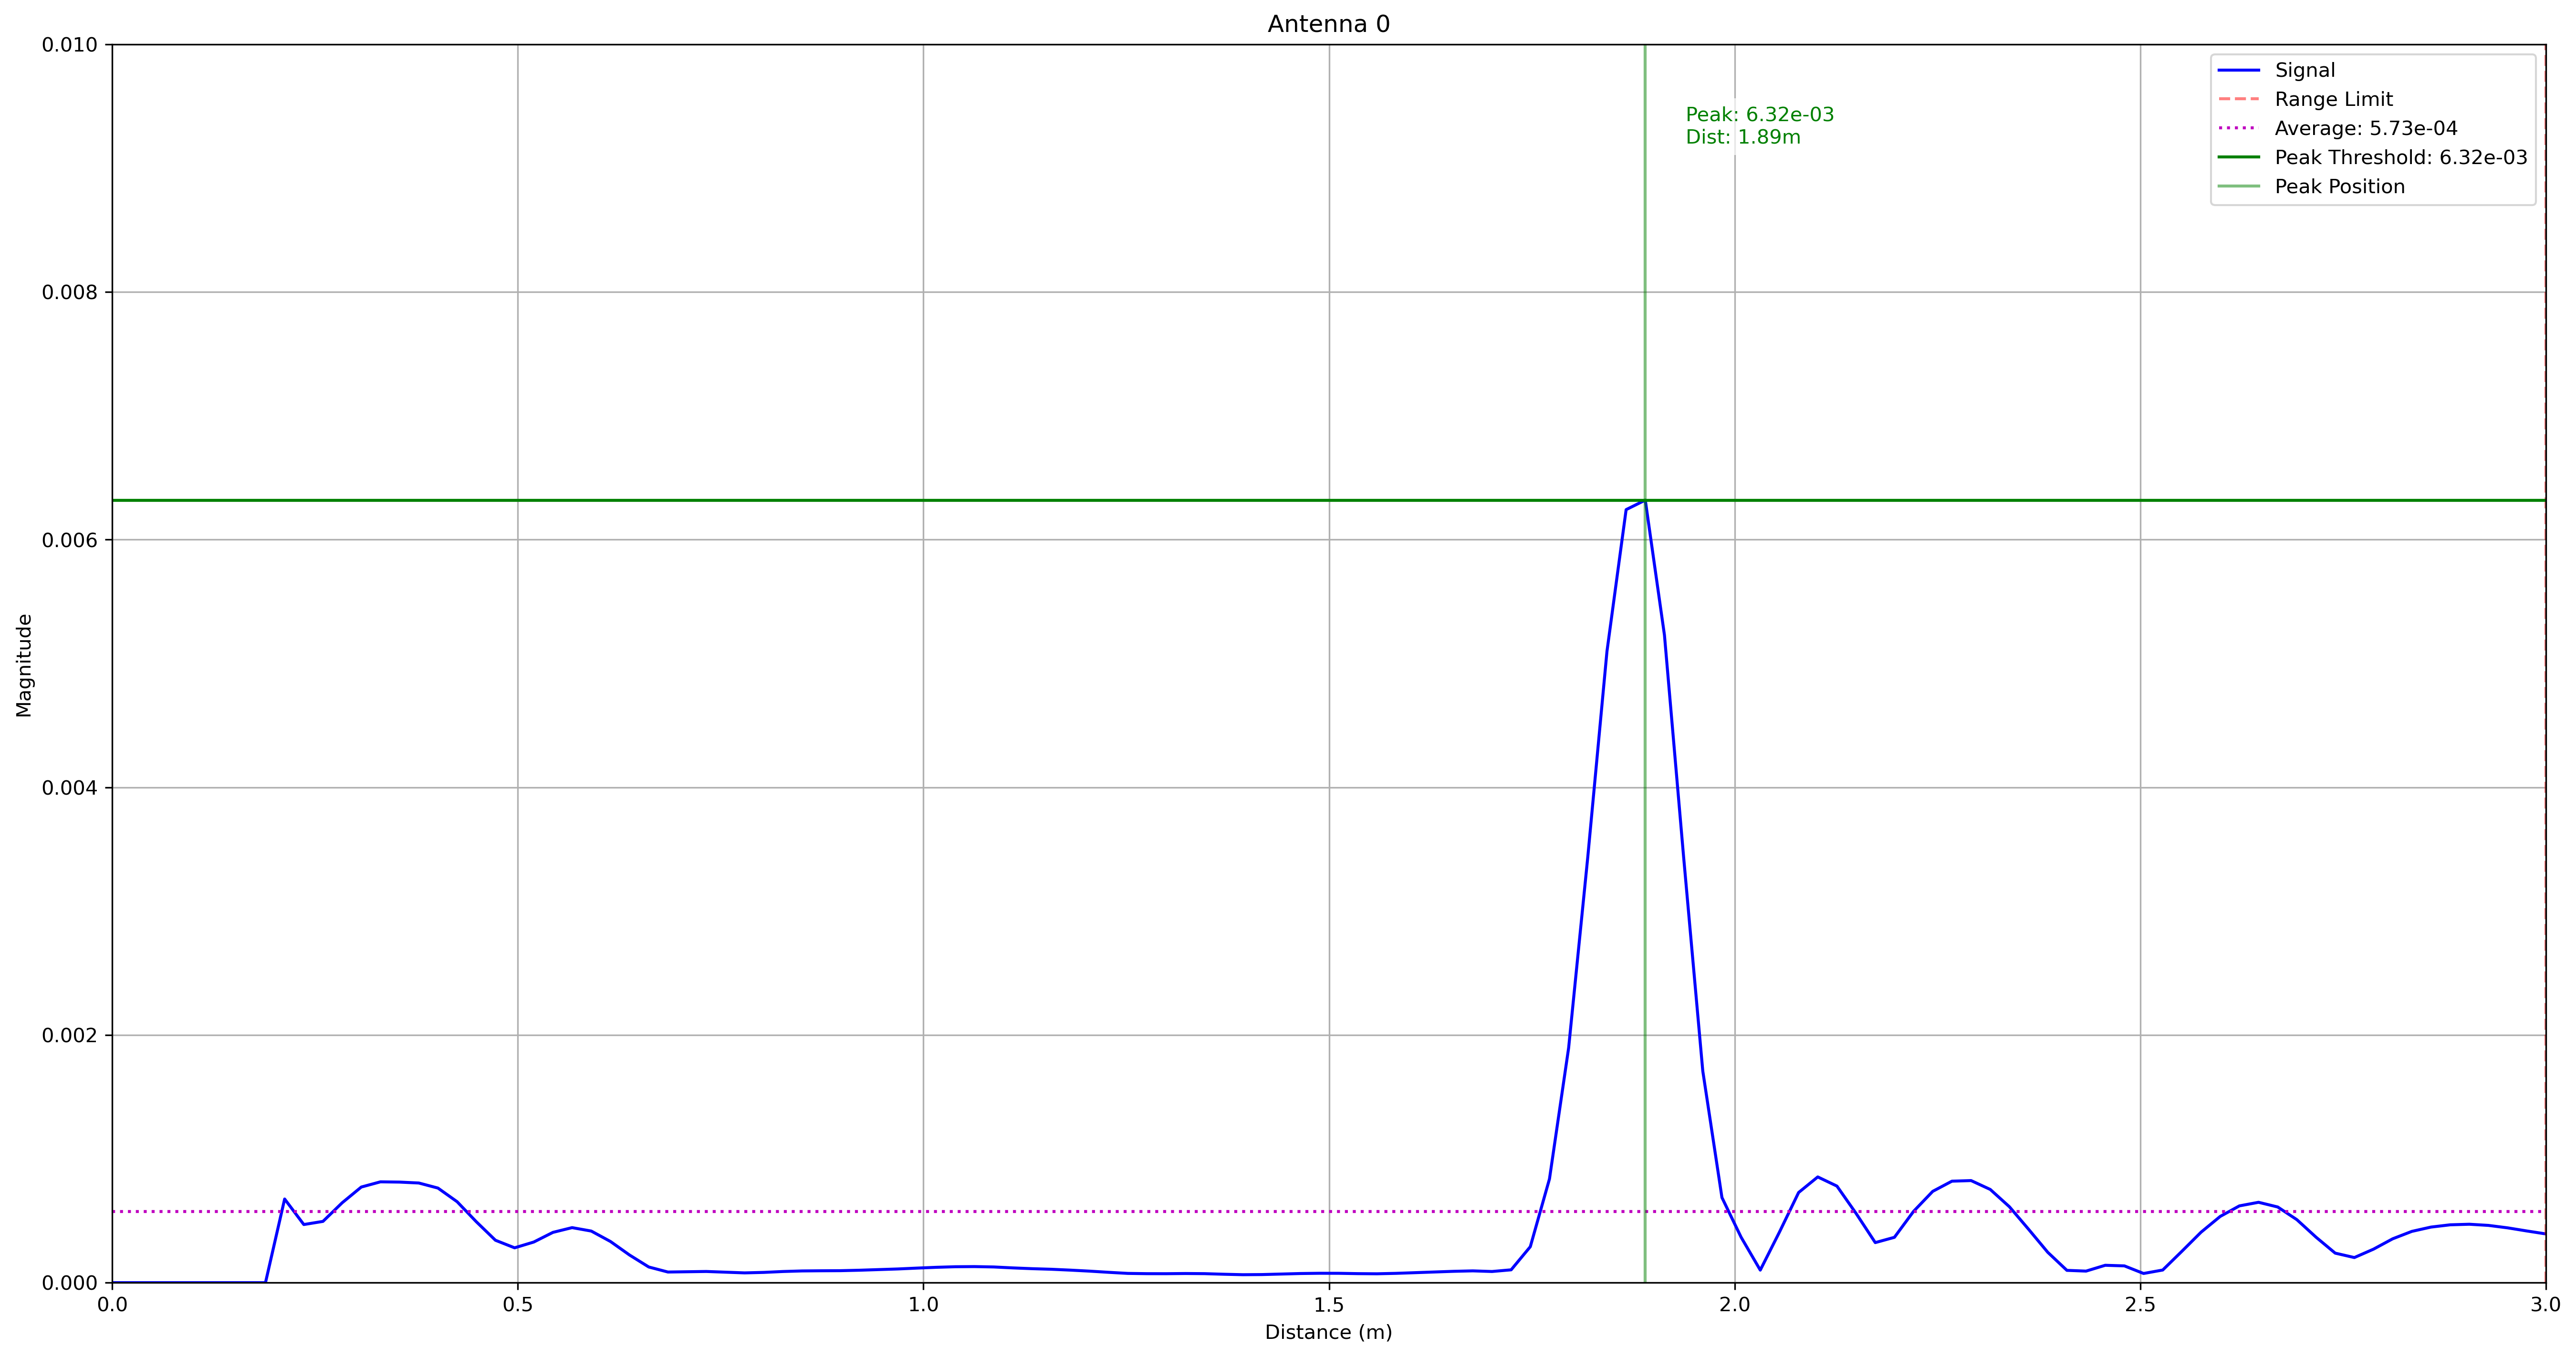 Antenna 0
0.010
0.008
0.006
0.004
0.002
0.000
Magnitude
Peak: 6.32e-03
Dist: 1.89m
Signal
Range Limit
Average: 5.73e-04
Peak Threshold: 6.32e-03
Peak Position
0.0 0.5 1.0 1.5 2.0 2.5 3.0
Distance (m)